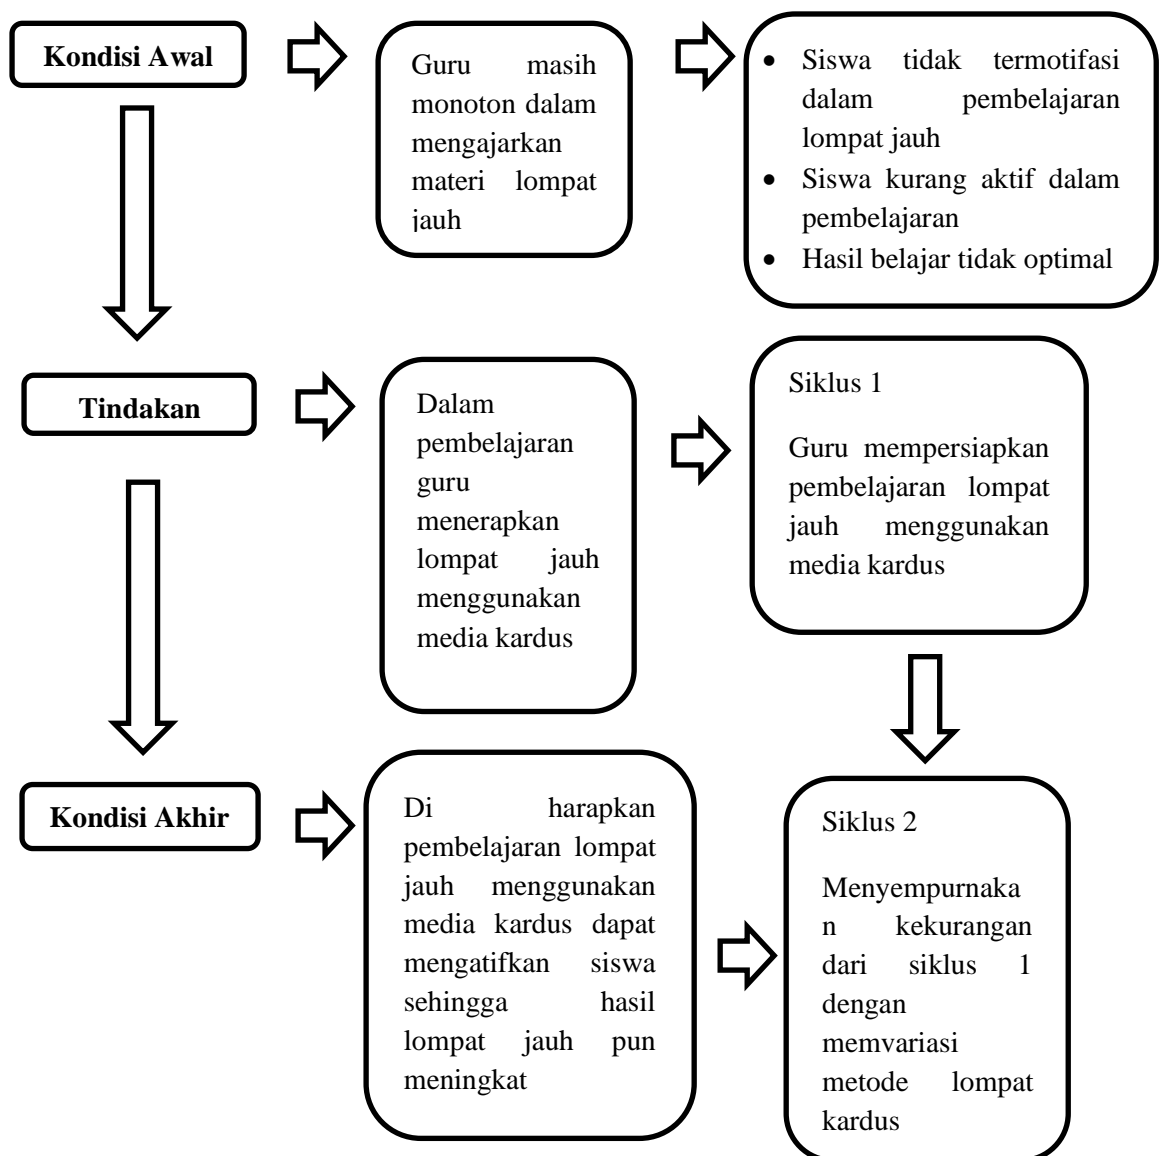 Kondisi Awal
Guru masih
monoton dalam
mengajarkan
materi lompat
jauh
• Siswa tidak termotifasi
dalam pembelajaran
lompat jauh
• Siswa kurang aktif dalam
pembelajaran
• Hasil belajar tidak optimal
Tindakan
Dalam
pembelajaran
guru
menerapkan
lompat jauh
menggunakan
media kardus
Siklus 1
Guru mempersiapkan
pembelajaran lompat
jauh menggunakan
media kardus
Kondisi Akhir
Di harapkan
pembelajaran lompat
jauh menggunakan
media kardus dapat
mengatifkan siswa
sehingga hasil
lompat jauh pun
meningkat
Siklus 2
Menyempurnaka
n kekurangan
dari siklus 1
dengan
memvariasi
metode lompat
kardus